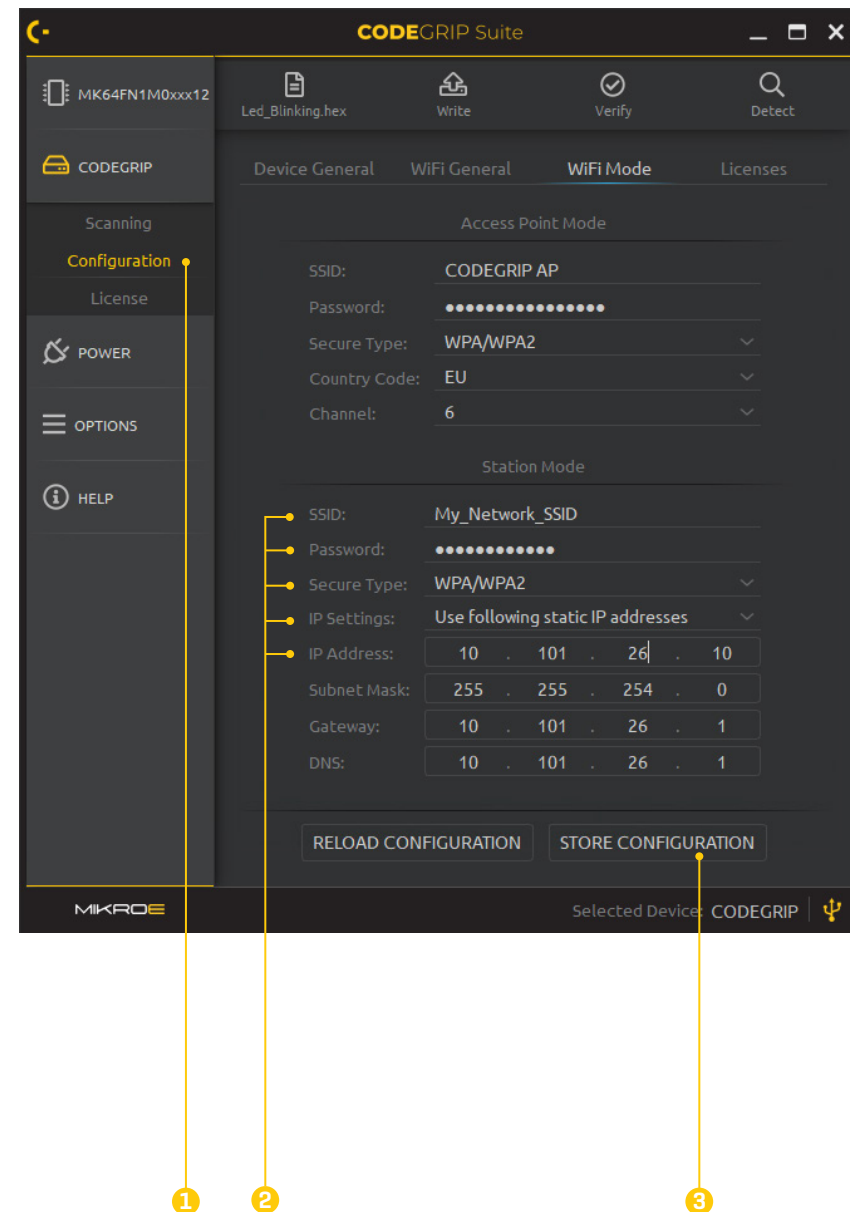 CODEGRIP Suite
MK64FN1M0xxx12
Led_Blinking.hex Write Verify Detect
CODEGRIP
Device General WiFi General WiFi Mode Licenses
Scanning
Configuration
License
POWER
OPTIONS
HELP
Access Point Mode
SSID: CODEGRIP AP
Password: ••••••••••••••••
Secure Type: WPA/WPA2
Country Code: EU
Channel: 6
Station Mode
SSID: My_Network_SSID
Password: ••••••••••••
Secure Type: WPA/WPA2
IP Settings: Use following static IP addresses
IP Address: 10 . 101 . 26 . 10
Subnet Mask: 255 . 255 . 254 . 0
Gateway: 10 . 101 . 26 . 1
DNS: 10 . 101 . 26 . 1
RELOAD CONFIGURATION STORE CONFIGURATION
MIKROE Selected Device: CODEGRIP
1 2 3